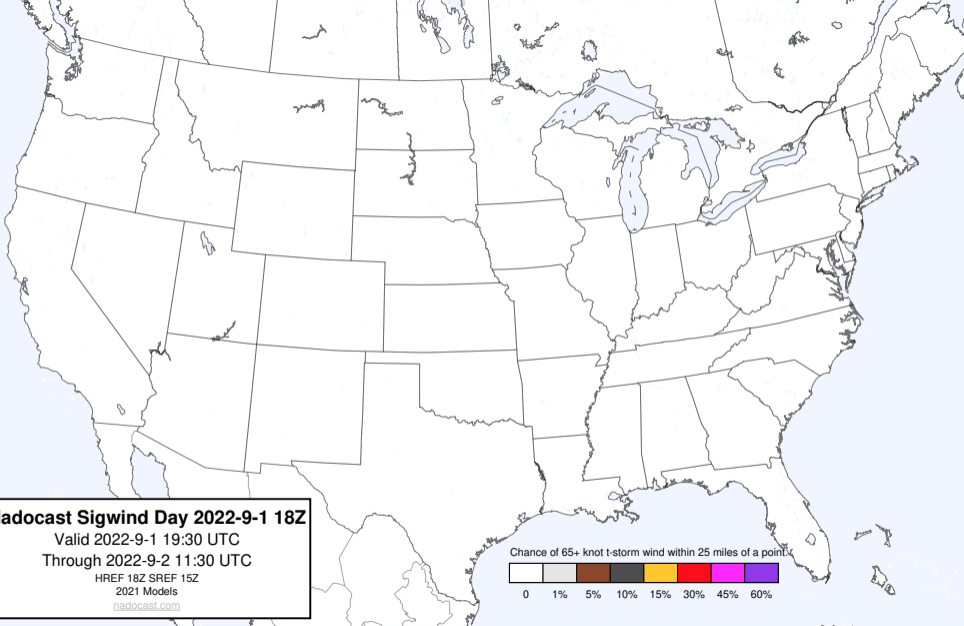 adocast Sigwind Day 2022-9-1 18Z
Valid 2022-9-1 19:30 UTC
Through 2022-9-2 11:30 UTC
HREF 18Z SREF 15Z
2021 Models
nadocast.com
Chance of 65+ knot t-storm wind within 25 miles of a point.
0 1% 5% 10% 15% 30% 45% 60%